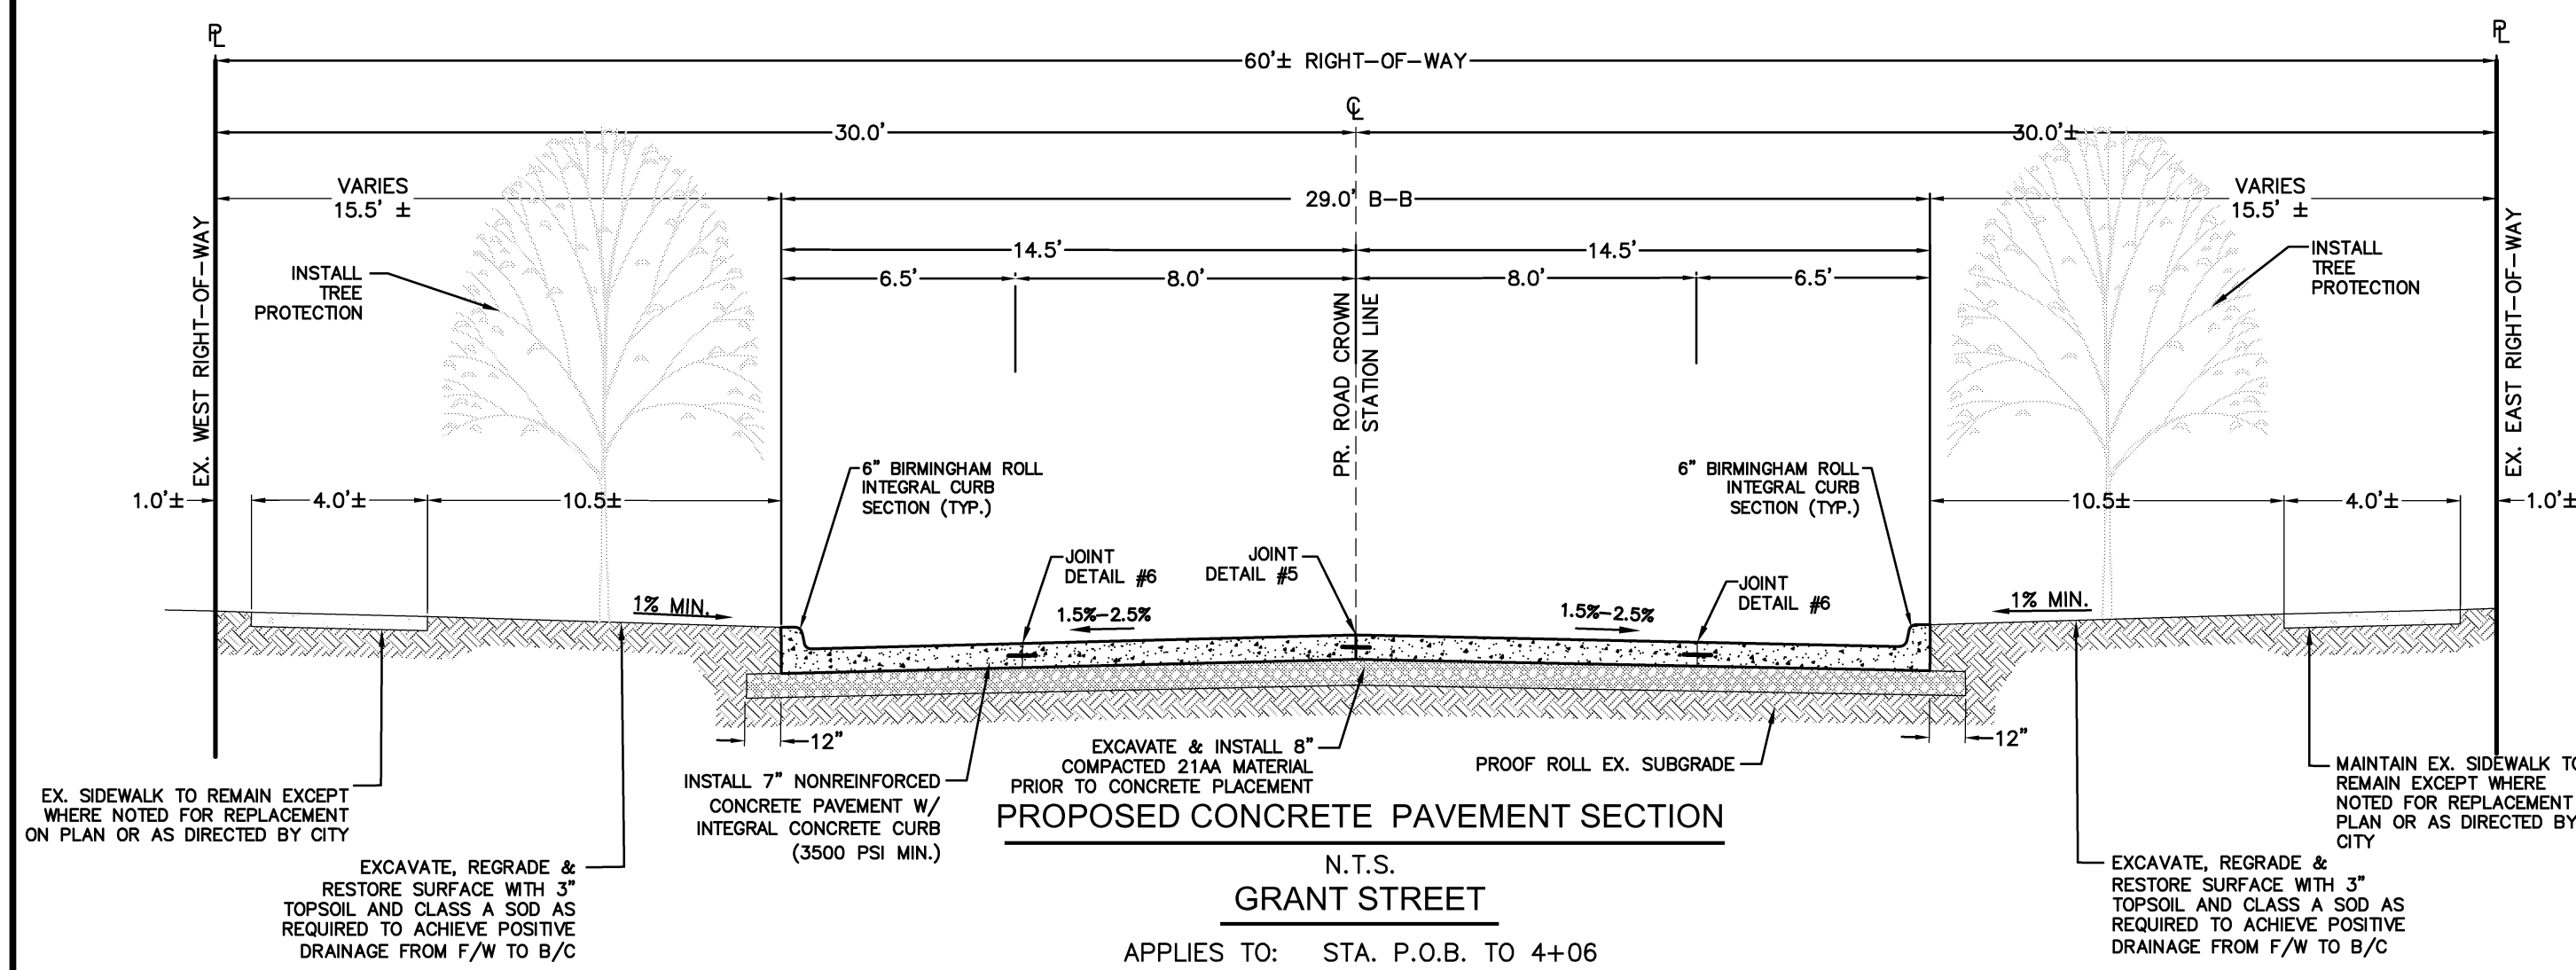 PL
PL
60'± RIGHT-OF-WAY
CL
30.0'
30.0'±
VARIES
15.5' ±
29.0' B-B
VARIES
15.5' ±
14.5'
14.5'
6.5'
8.0'
8.0'
6.5'
INSTALL
TREE
PROTECTION
INSTALL
TREE
PROTECTION
EX. WEST RIGHT-OF-WAY
PR. ROAD CROWN
STATION LINE
EX. EAST RIGHT-OF-WAY
6" BIRMINGHAM ROLL
INTEGRAL CURB
SECTION (TYP.)
6" BIRMINGHAM ROLL
INTEGRAL CURB
SECTION (TYP.)
1.0'±
4.0'±
10.5±
10.5±
4.0'±
1.0'±
JOINT
DETAIL #6
JOINT
DETAIL #5
JOINT
DETAIL #6
1% MIN.
1.5%-2.5%
1.5%-2.5%
1% MIN.
12"
12"
EX. SIDEWALK TO REMAIN EXCEPT
WHERE NOTED FOR REPLACEMENT
ON PLAN OR AS DIRECTED BY CITY
EXCAVATE, REGRADE &
RESTORE SURFACE WITH 3"
TOPSOIL AND CLASS A SOD AS
REQUIRED TO ACHIEVE POSITIVE
DRAINAGE FROM F/W TO B/C
INSTALL 7" NONREINFORCED
CONCRETE PAVEMENT W/
INTEGRAL CONCRETE CURB
(3500 PSI MIN.)
EXCAVATE & INSTALL 8"
COMPACTED 21AA MATERIAL
PRIOR TO CONCRETE PLACEMENT
PROOF ROLL EX. SUBGRADE
MAINTAIN EX. SIDEWALK TO
REMAIN EXCEPT WHERE
NOTED FOR REPLACEMENT
PLAN OR AS DIRECTED BY
CITY
EXCAVATE, REGRADE &
RESTORE SURFACE WITH 3"
TOPSOIL AND CLASS A SOD AS
REQUIRED TO ACHIEVE POSITIVE
DRAINAGE FROM F/W TO B/C
PROPOSED CONCRETE PAVEMENT SECTION
N.T.S.
GRANT STREET
APPLIES TO: STA. P.O.B. TO 4+06